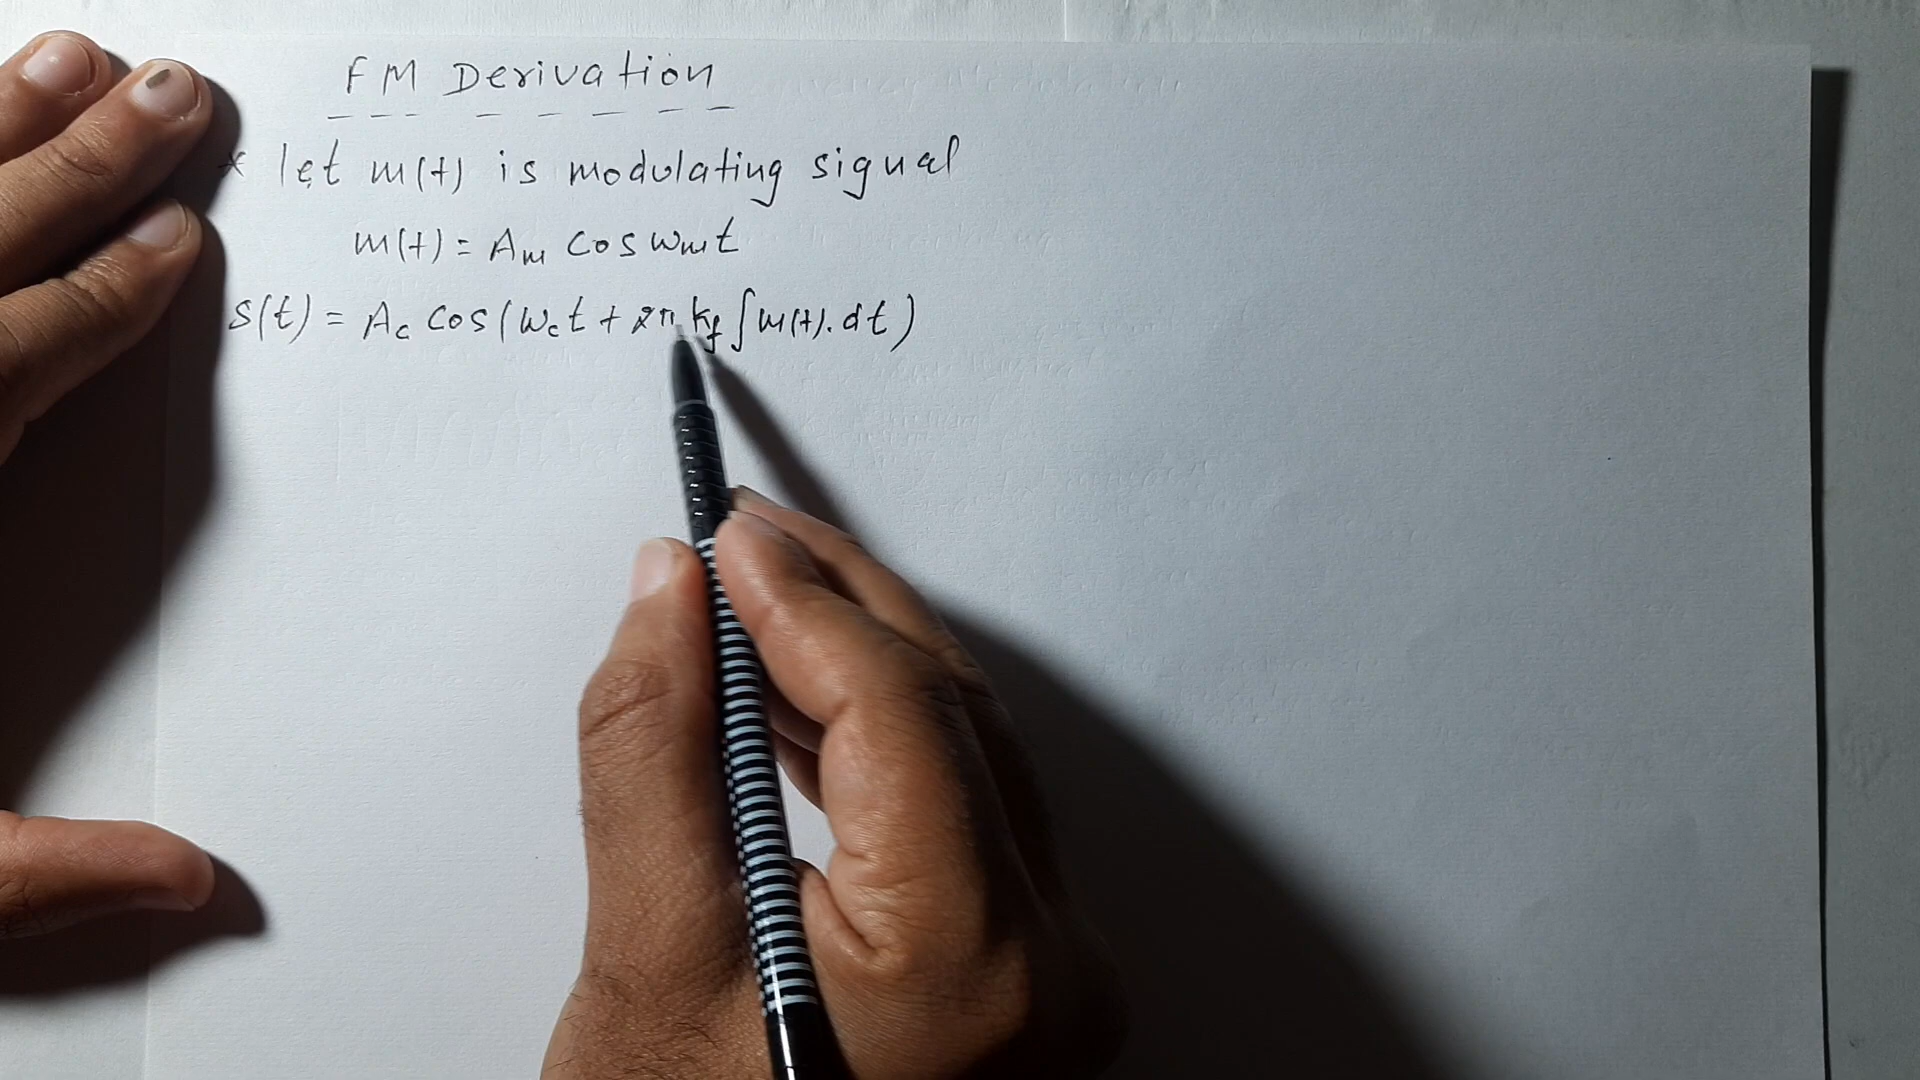 FM Derivation
* let m(t) is modulating signal
m(t) = Am cos wmt
s(t) = Ac cos(wct + 2π kf ∫m(t).dt)